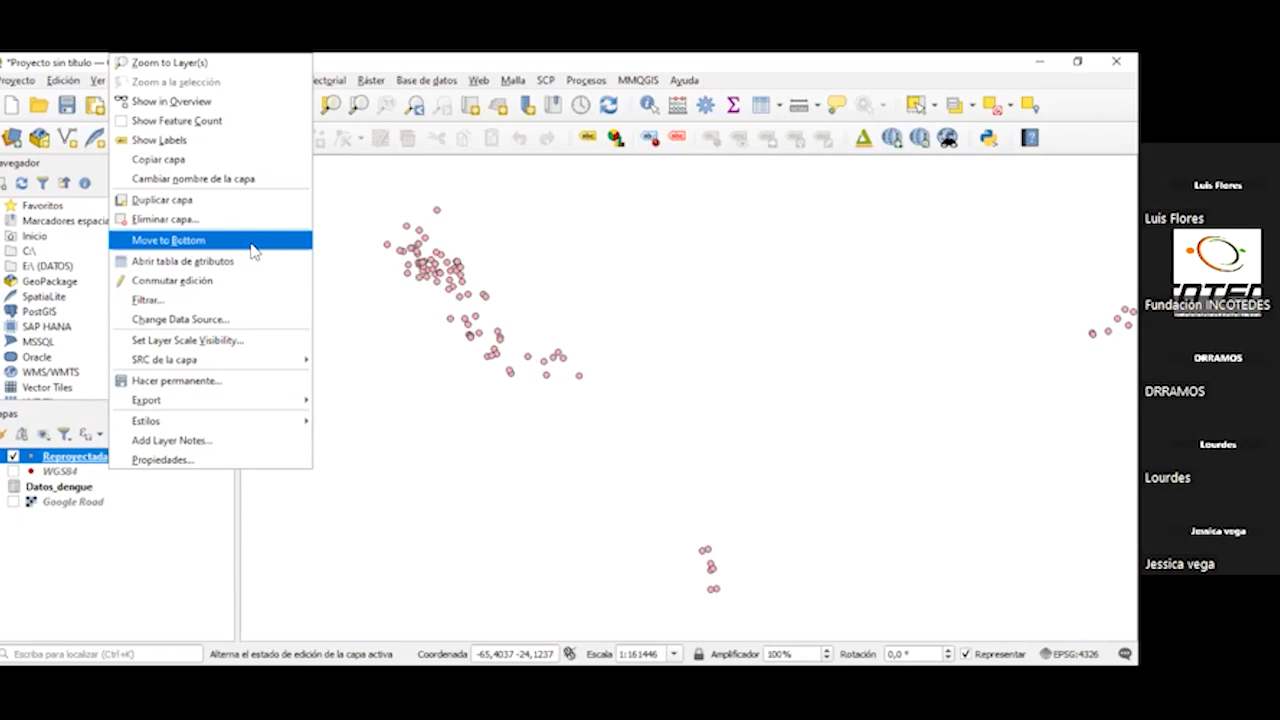 *Proyecto sin título —
Proyecto Edición Ver
Vectorial Ráster Base de datos Web Malla SCP Procesos MMQGIS Ayuda
Zoom to Layer(s)
Zoom a la selección
Show in Overview
Show Feature Count
Show Labels
Copiar capa
Cambiar nombre de la capa
Duplicar capa
Eliminar capa...
Move to Bottom
Abrir tabla de atributos
Conmutar edición
Filtrar...
Change Data Source...
Set Layer Scale Visibility...
SRC de la capa
Hacer permanente...
Export
Estilos
Add Layer Notes...
Propiedades...
avegador
Favoritos
Marcadores espacia
Inicio
C:\
E:\ (DATOS)
GeoPackage
SpatiaLite
PostGIS
SAP HANA
MSSQL
Oracle
WMS/WMTS
Vector Tiles
apas
Reproyectada
WGS84
Datos_dengue
Google Road
Escriba para localizar (Ctrl+K)
Alterna el estado de edición de la capa activa
Coordenada -65,4037 -24,1237
Escala 1:161446
Amplificador 100%
Rotación 0,0 °
Representar
EPSG:4326
Luis Flores
Luis Flores
Fundación INCOTEDES
DRRAMOS
DRRAMOS
Lourdes
Lourdes
Jessica vega
Jessica vega